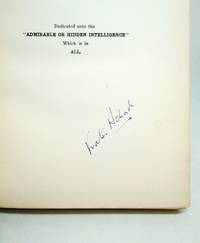 Dedicated unto the
"ADMIRABLE OR HIDDEN INTELLIGENCE"
Which is in
ALL.